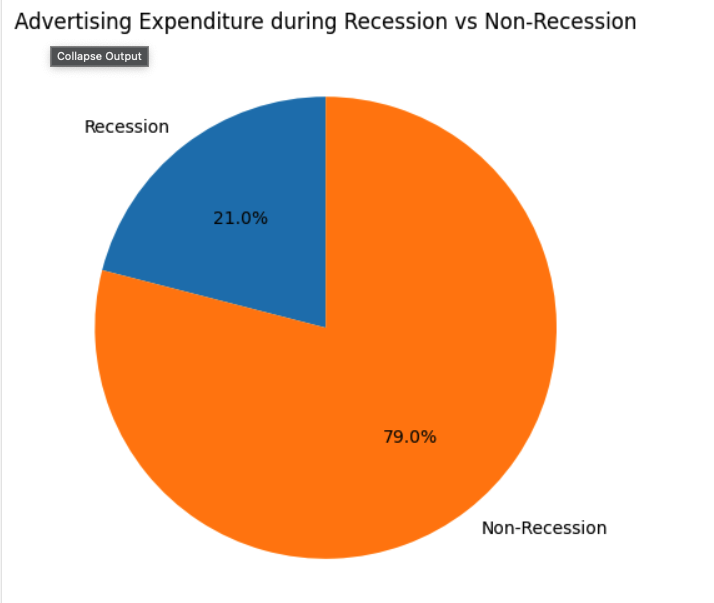 Advertising Expenditure during Recession vs Non-Recession
Collapse Output
Recession
21.0%
79.0%
Non-Recession